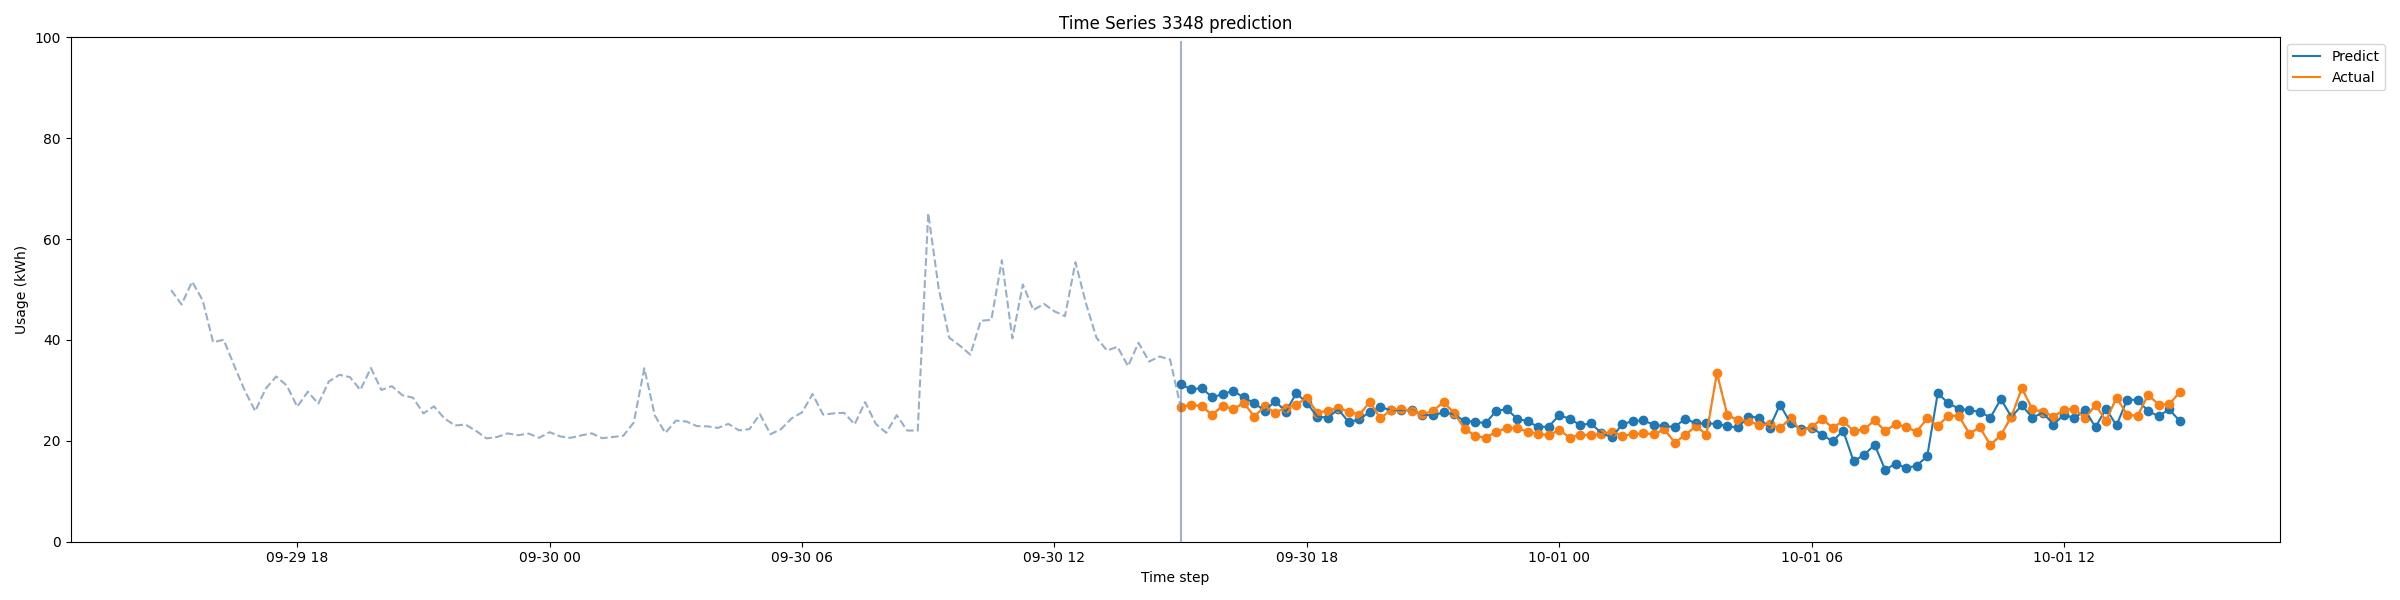 Time Series 3348 prediction
100
80
60
40
20
0
Usage (kWh)
09-29 18
09-30 00
09-30 06
09-30 12
09-30 18
10-01 00
10-01 06
10-01 12
Time step
Predict
Actual